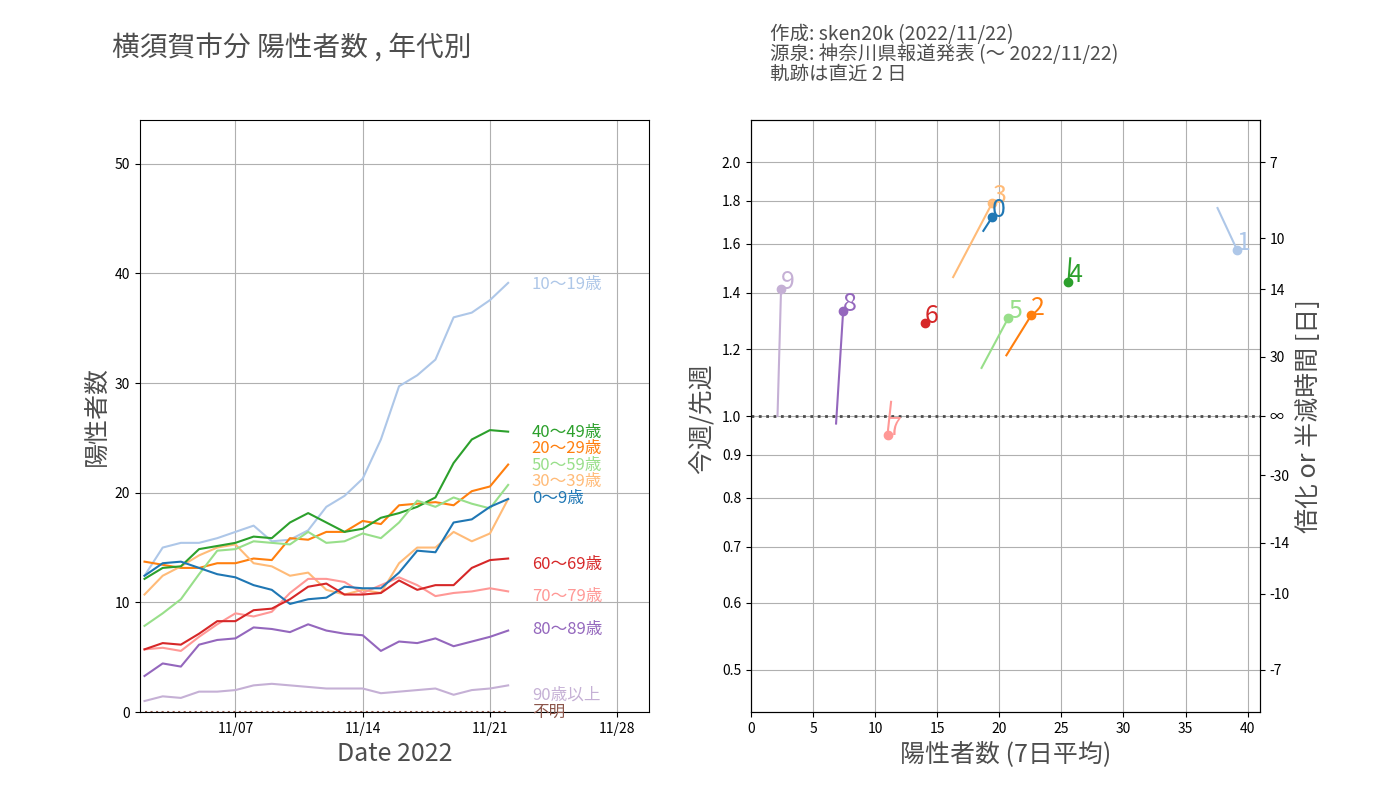 横須賀市分 陽性者数 , 年代別
作成: sken20k (2022/11/22)
源泉: 神奈川県報道発表 (〜 2022/11/22)
軌跡は直近 2 日
陽性者数
50
40
30
20
10
0
10〜19歳
40〜49歳
20〜29歳
50〜59歳
30〜39歳
0〜9歳
60〜69歳
70〜79歳
80〜89歳
90歳以上
不明
11/07
11/14
11/21
11/28
Date 2022
今週/先週
2.0
1.8
1.6
1.4
1.2
1.0
0.9
0.8
0.7
0.6
0.5
3
0
1
9
4
8
2
5
6
7
7
10
14
30
∞
-30
-14
-10
-7
倍化 or 半減時間 [日]
0
5
10
15
20
25
30
35
40
陽性者数 (7日平均)